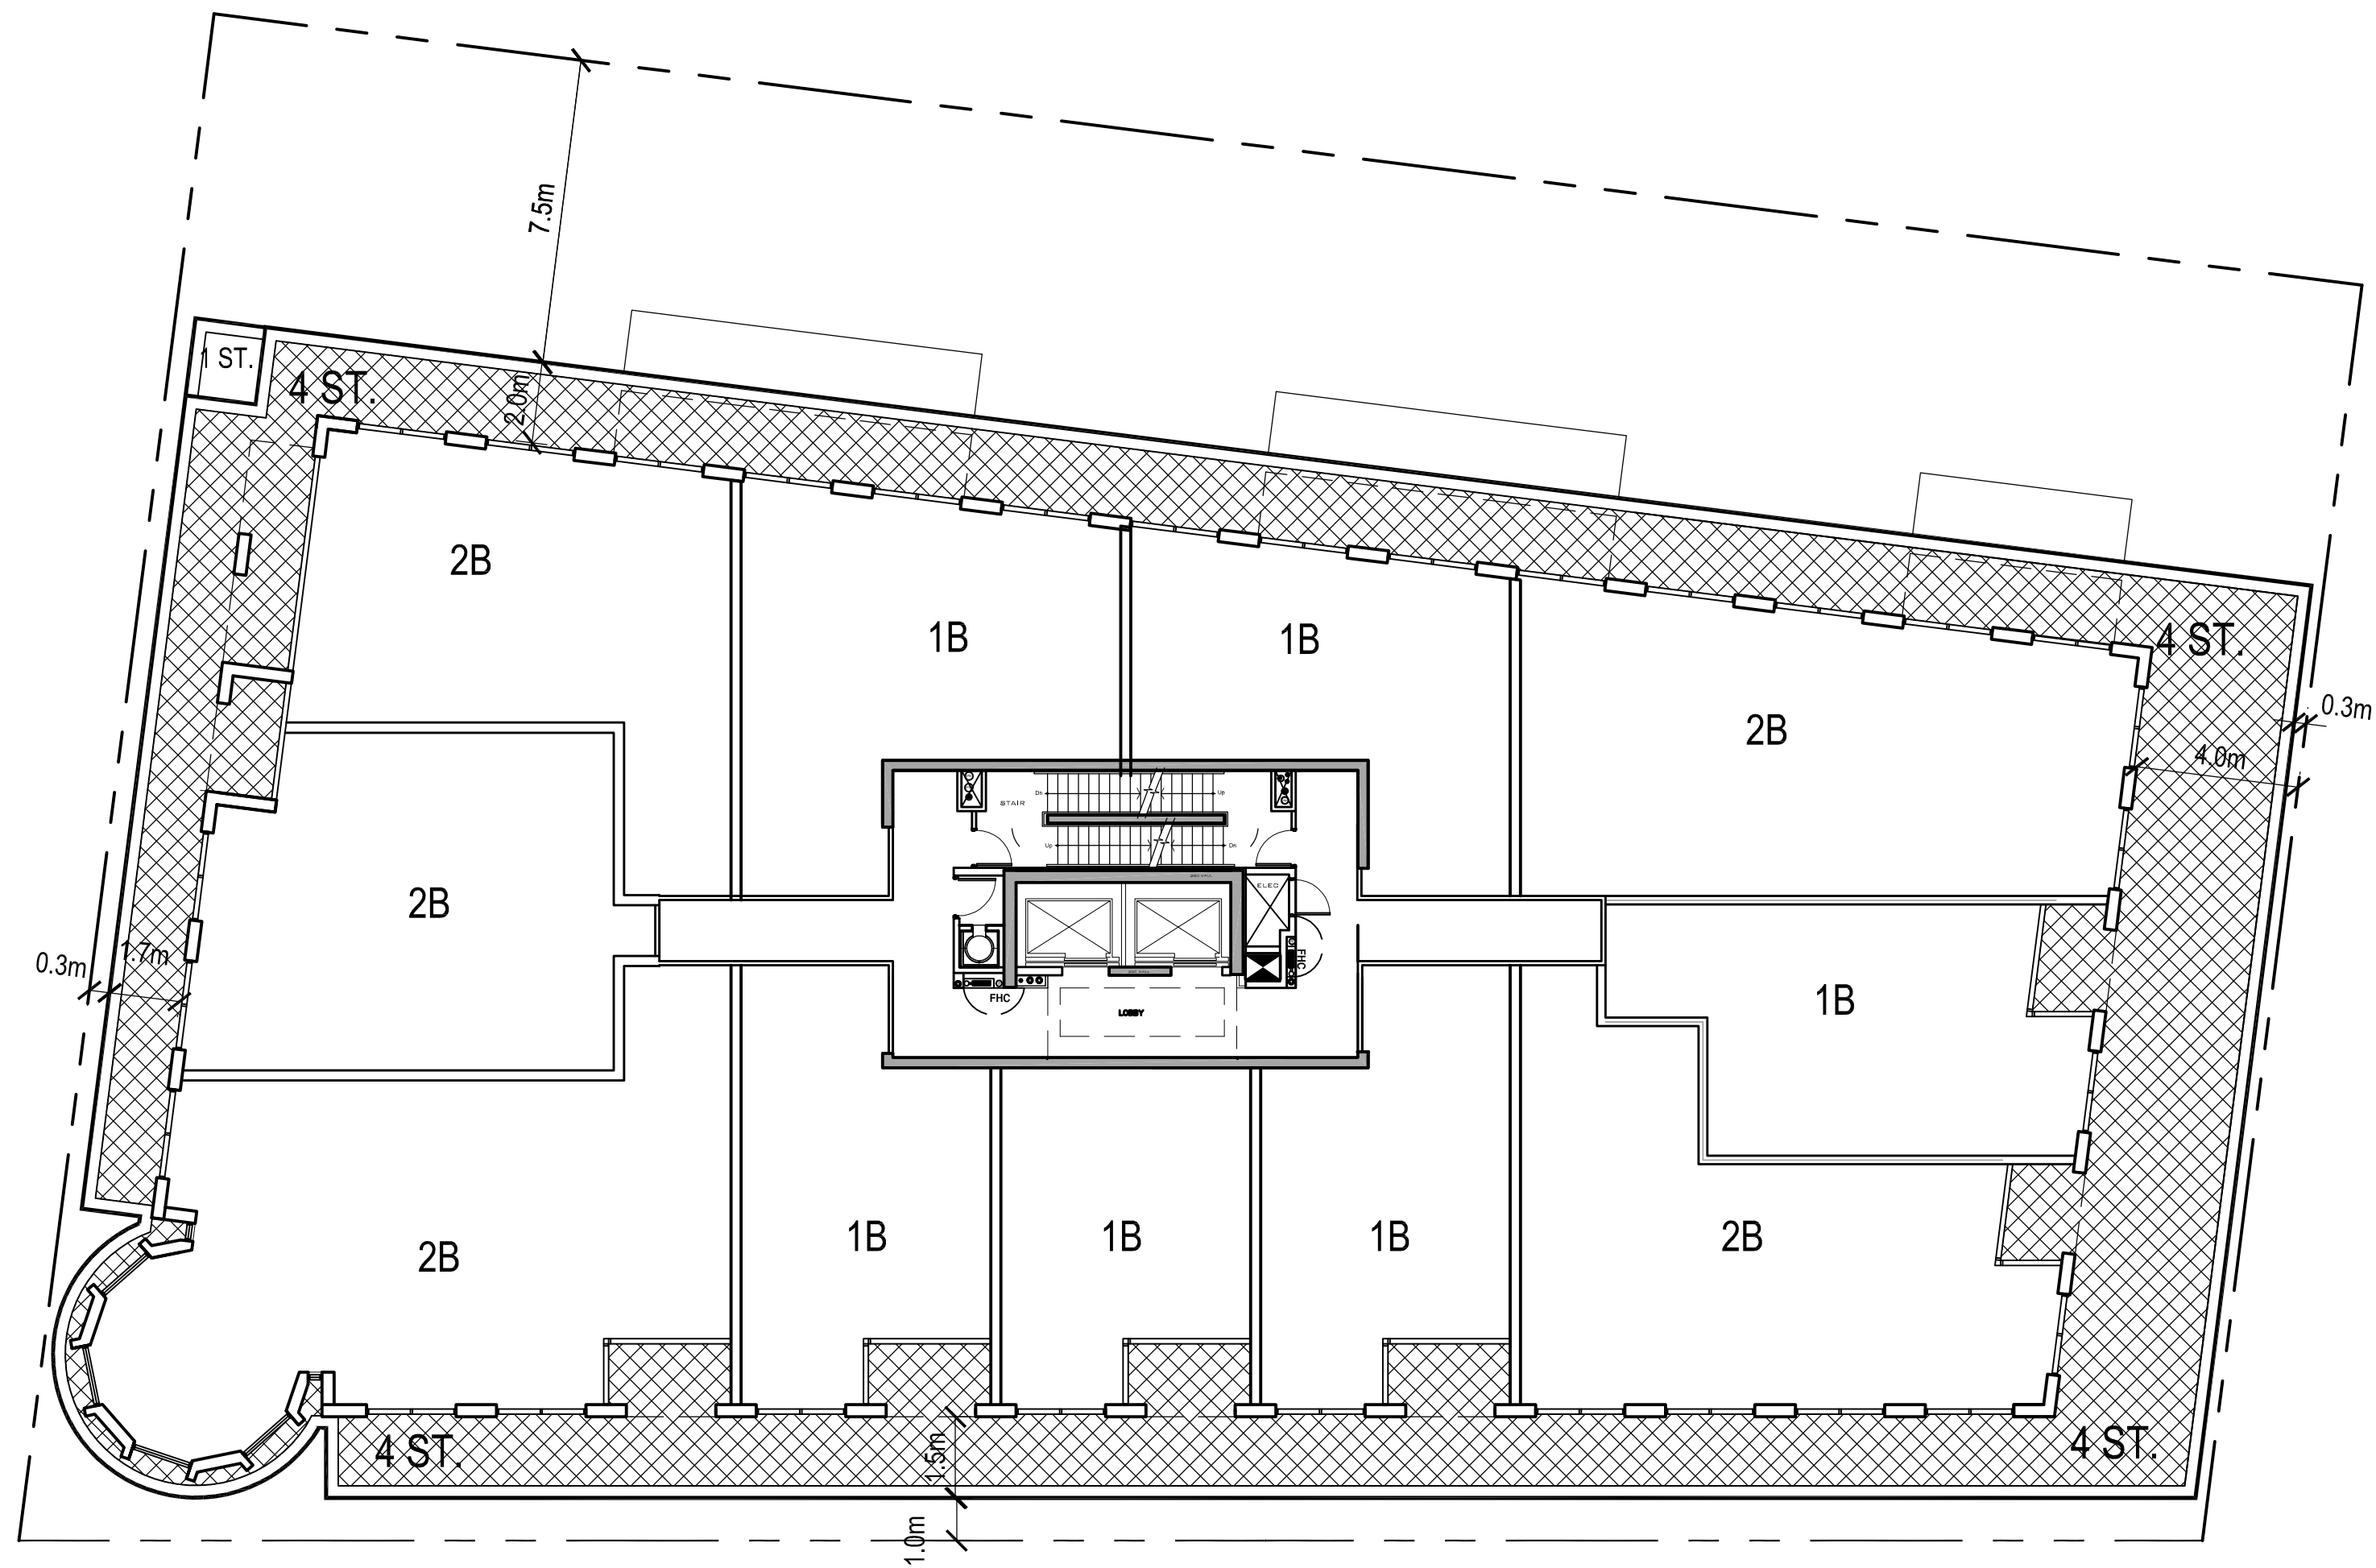 7.5m
1 ST.
4 ST.
2.0m
2B
1B
1B
4 ST.
2B
0.3m
4.0m
Dn
Up
STAIR
Up
Dn
ELEC
2B
1B
0.3m
1.7m
FHC
FHC
LOBBY
2B
1B
1B
1B
2B
4 ST.
1.5m
4 ST.
1.0m